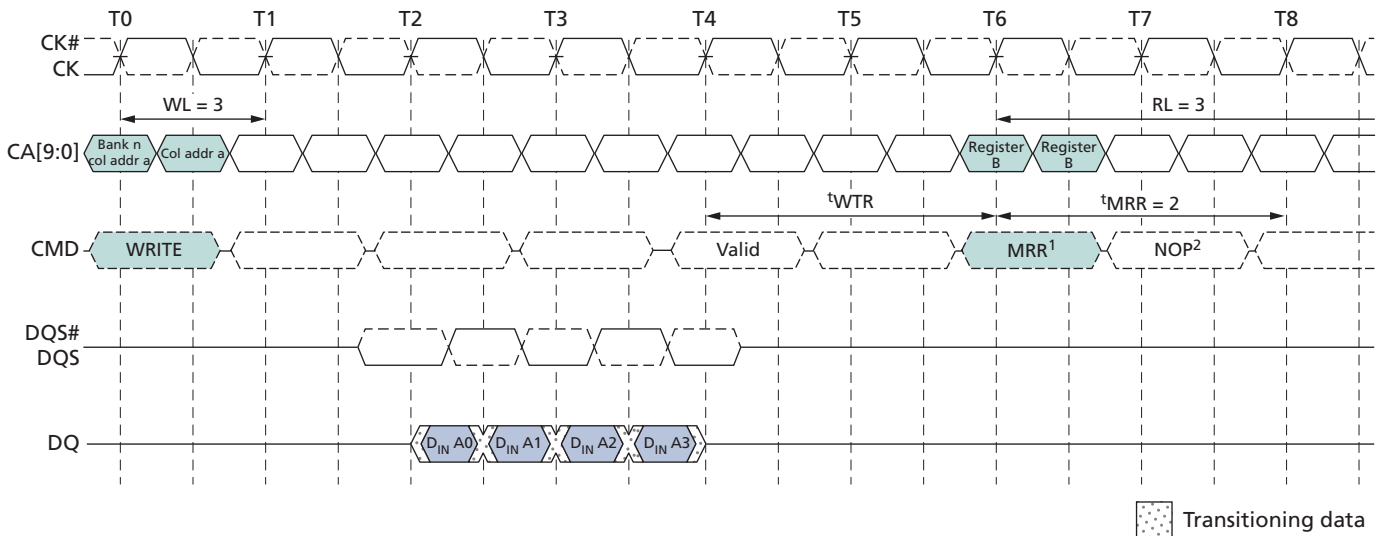 T0 T1 T2 T3 T4 T5 T6 T7 T8
CK#
CK
WL = 3 RL = 3
CA[9:0] Bank n col addr a Col addr a Register B Register B
tWTR tMRR = 2
CMD WRITE Valid MRR1 NOP2
DQS#
DQS
DQ DIN A0 DIN A1 DIN A2 DIN A3
Transitioning data